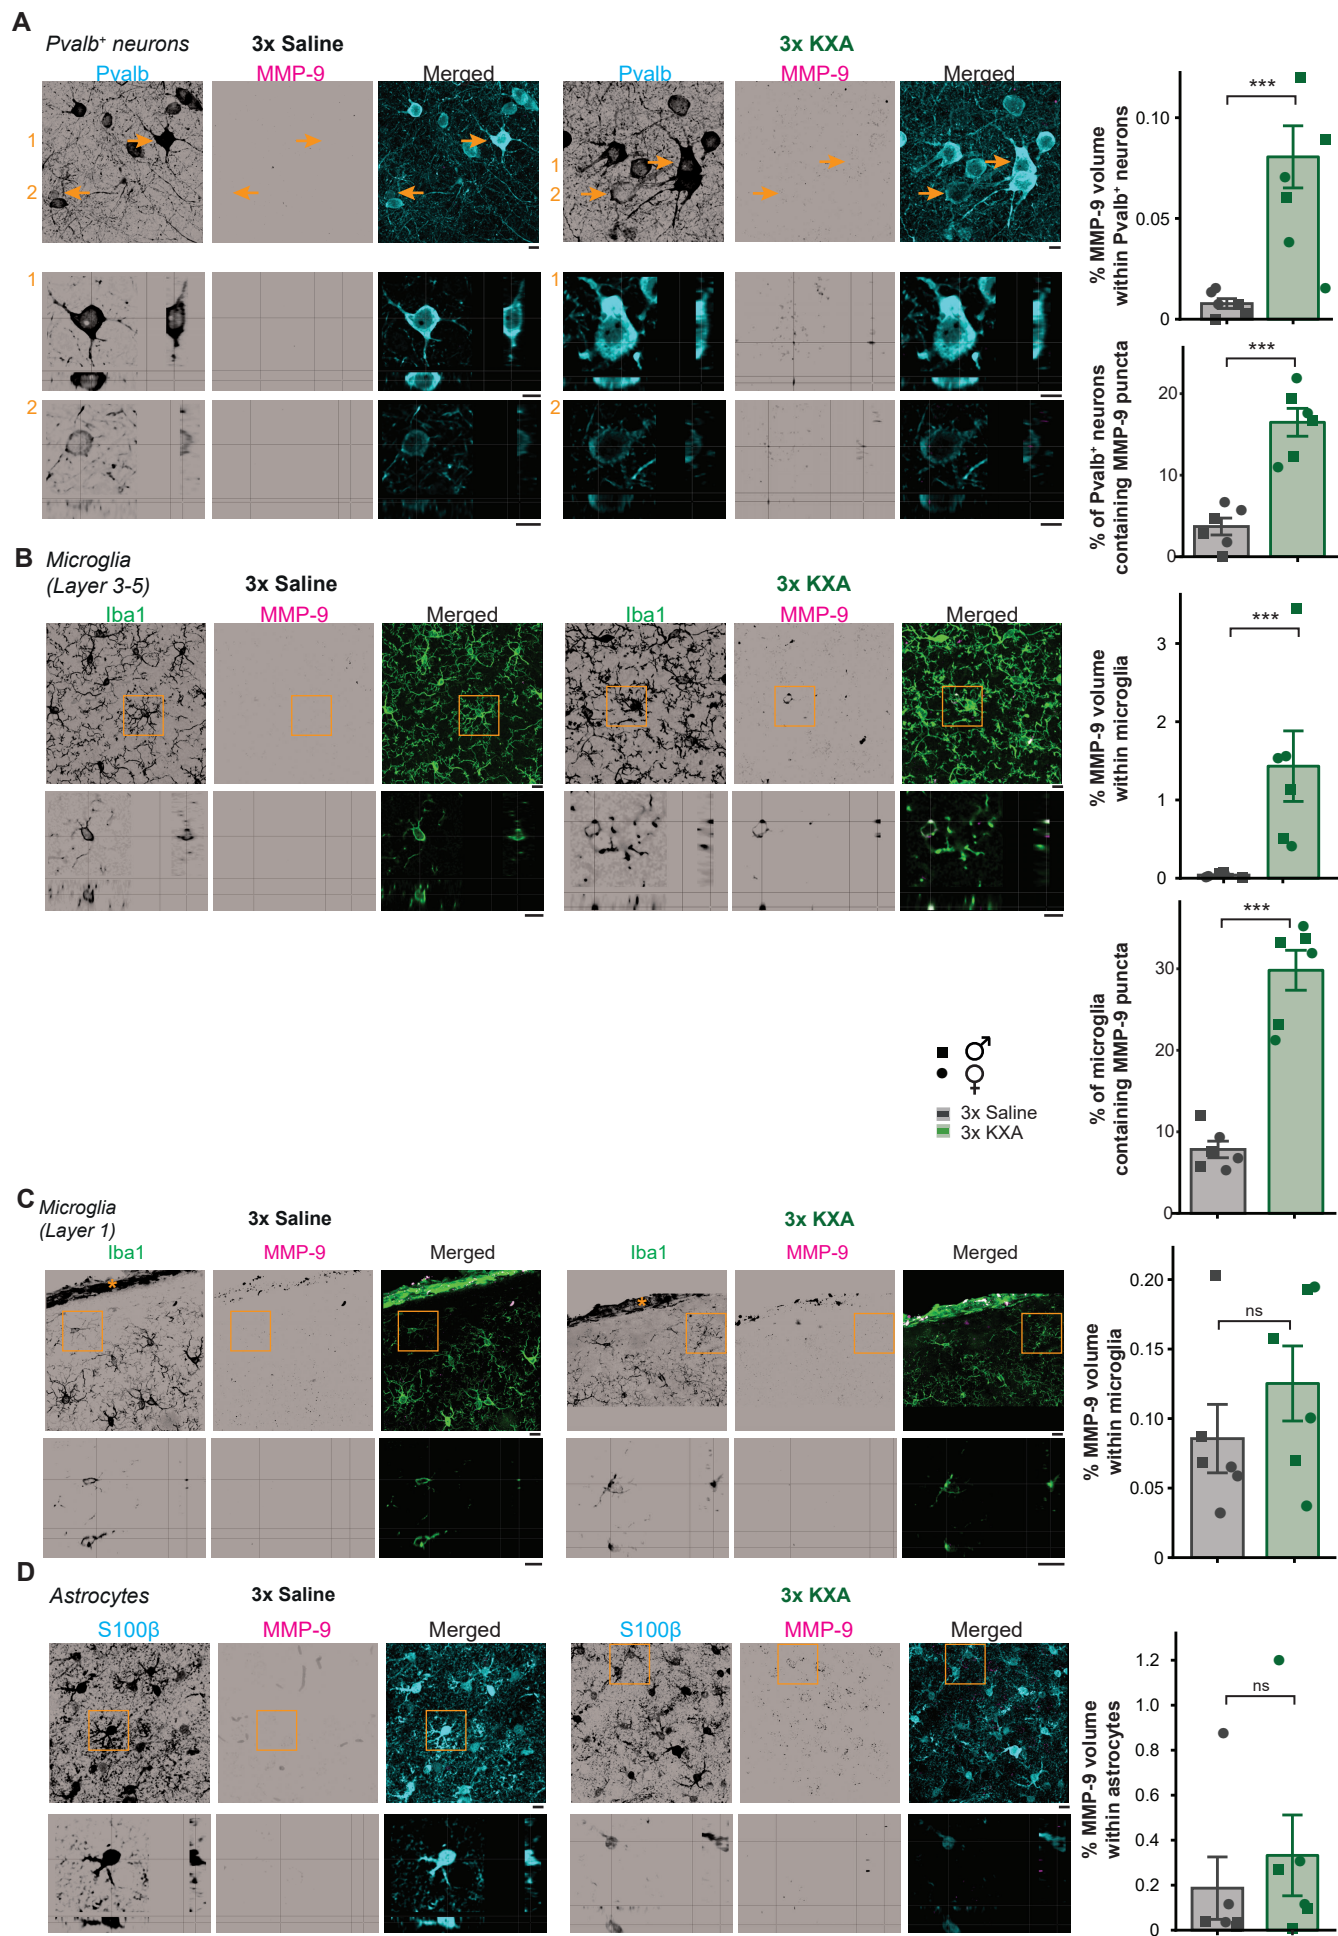 A
Pvalb⁺ neurons
3x Saline
3x KXA
Pvalb
MMP-9
Merged
Pvalb
MMP-9
Merged
1
2
1
2
1
2
1
2
% MMP-9 volume
within Pvalb⁺ neurons
0.10
0.05
0
***
% of Pvalb⁺ neurons
containing MMP-9 puncta
20
10
0
***
B
Microglia
(Layer 3-5)
3x Saline
3x KXA
Iba1
MMP-9
Merged
Iba1
MMP-9
Merged
% MMP-9 volume
within microglia
3
2
1
0
***
% of microglia
containing MMP-9 puncta
30
20
10
0
***
♂
♀
3x Saline
3x KXA
C
Microglia
(Layer 1)
3x Saline
3x KXA
Iba1
MMP-9
Merged
Iba1
MMP-9
Merged
*
*
% MMP-9 volume
within microglia
0.20
0.15
0.10
0.05
0
ns
D
Astrocytes
3x Saline
3x KXA
S100β
MMP-9
Merged
S100β
MMP-9
Merged
% MMP-9 volume
within astrocytes
1.2
1.0
0.8
0.6
0.4
0.2
0
ns